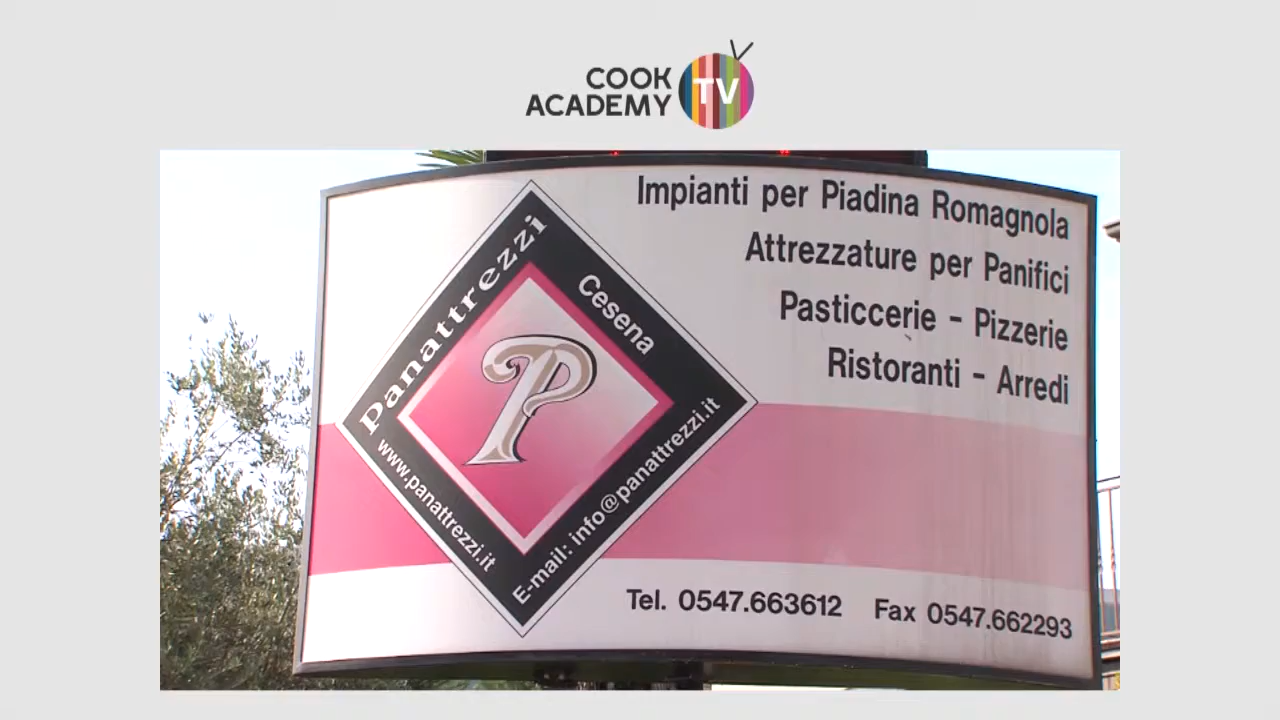 COOK
ACADEMY
TV
Impianti per Piadina Romagnola
Attrezzature per Panifici
Pasticcerie - Pizzerie
Ristoranti - Arredi
Panattrezzi
Cesena
P
www.panattrezzi.it
E-mail: info@panattrezzi.it
Tel. 0547.663612 Fax 0547.662293